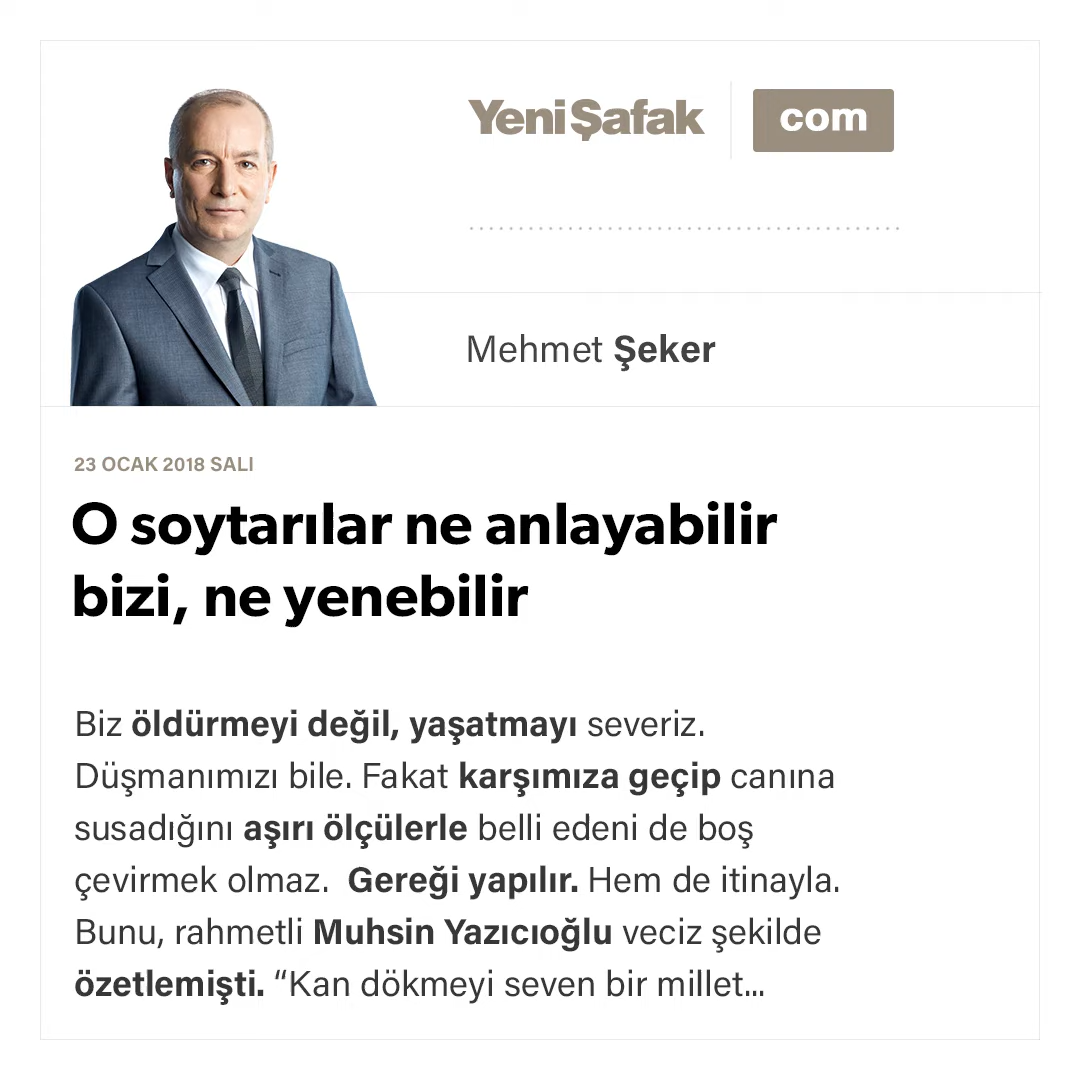 YeniŞafak com
Mehmet Şeker
23 OCAK 2018 SALI
O soytarılar ne anlayabilir
bizi, ne yenebilir
Biz öldürmeyi değil, yaşatmayı severiz.
Düşmanımızı bile. Fakat karşımıza geçip canına
susadığını aşırı ölçülerle belli edeni de boş
çevirmek olmaz.  Gereği yapılır. Hem de itinayla.
Bunu, rahmetli Muhsin Yazıcıoğlu veciz şekilde
özetlemişti. “Kan dökmeyi seven bir millet...